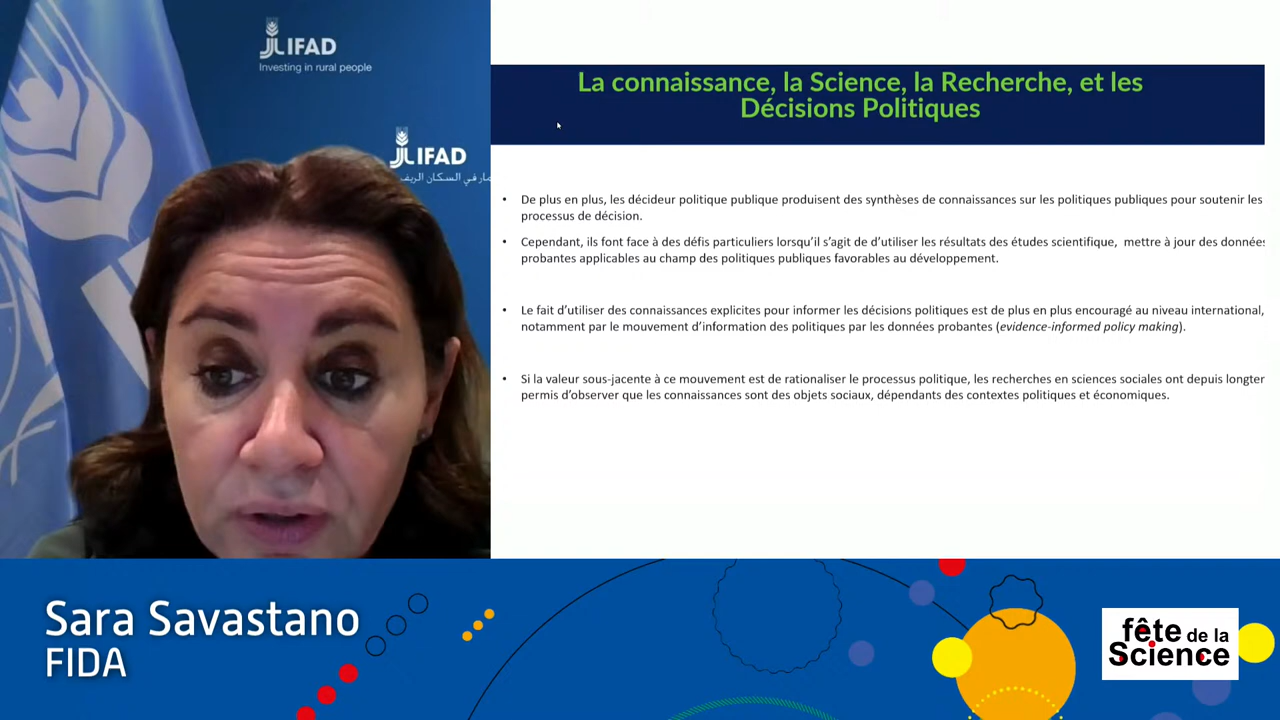 IFAD
Investing in rural people
IFAD
مار في السكان الريف
La connaissance, la Science, la Recherche, et les
Décisions Politiques
• De plus en plus, les décideur politique publique produisent des synthèses de connaissances sur les politiques publiques pour soutenir les
processus de décision.
• Cependant, ils font face à des défis particuliers lorsqu'il s'agit de d'utiliser les résultats des études scientifique, mettre à jour des données
probantes applicables au champ des politiques publiques favorables au développement.
• Le fait d'utiliser des connaissances explicites pour informer les décisions politiques est de plus en plus encouragé au niveau international,
notamment par le mouvement d'information des politiques par les données probantes (evidence-informed policy making).
• Si la valeur sous-jacente à ce mouvement est de rationaliser le processus politique, les recherches en sciences sociales ont depuis longter
permis d'observer que les connaissances sont des objets sociaux, dépendants des contextes politiques et économiques.
Sara Savastano
FIDA
fête de la
Science